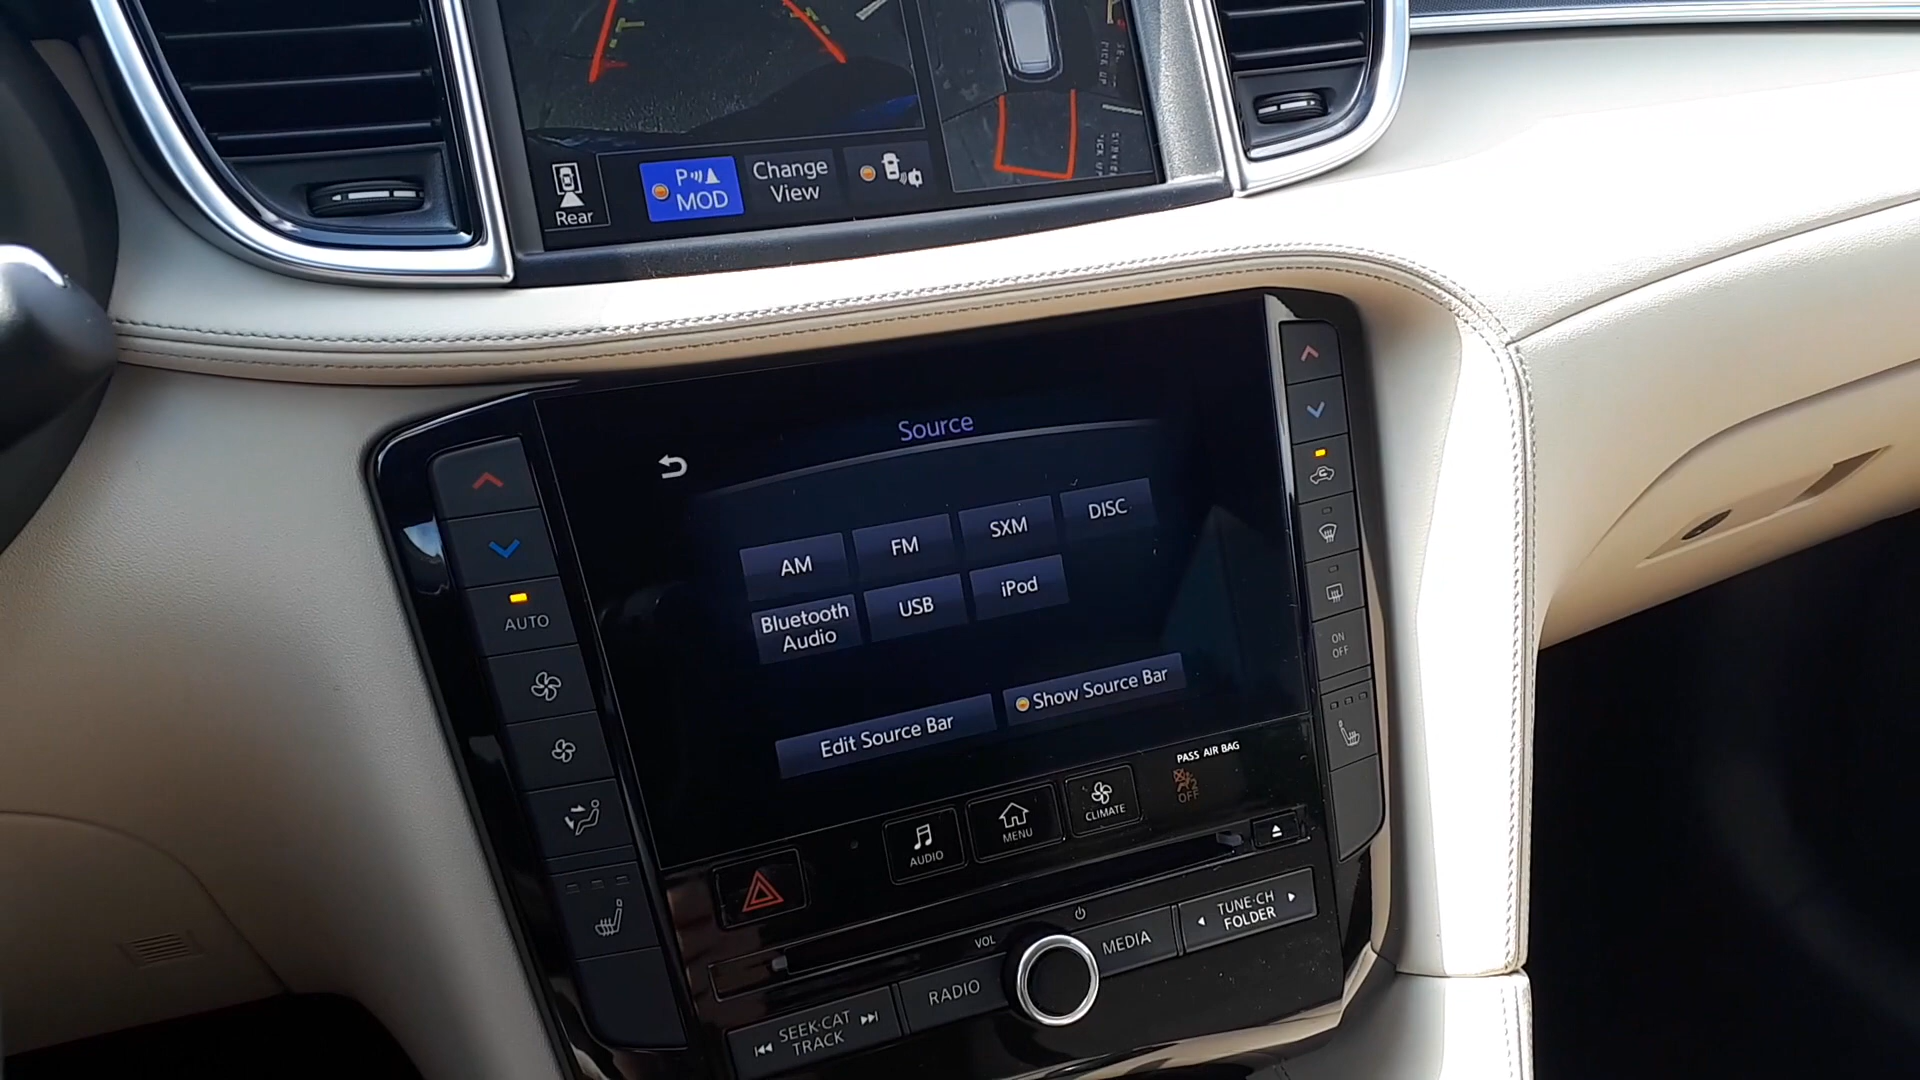 Rear
P
MOD
Change
View
Source
AM
FM
SXM
DISC
Bluetooth
Audio
USB
iPod
Edit Source Bar
Show Source Bar
AUTO
ON
OFF
PASS AIR BAG
2
OFF
AUDIO
MENU
CLIMATE
VOL
RADIO
MEDIA
TUNE·CH
FOLDER
SEEK·CAT
TRACK